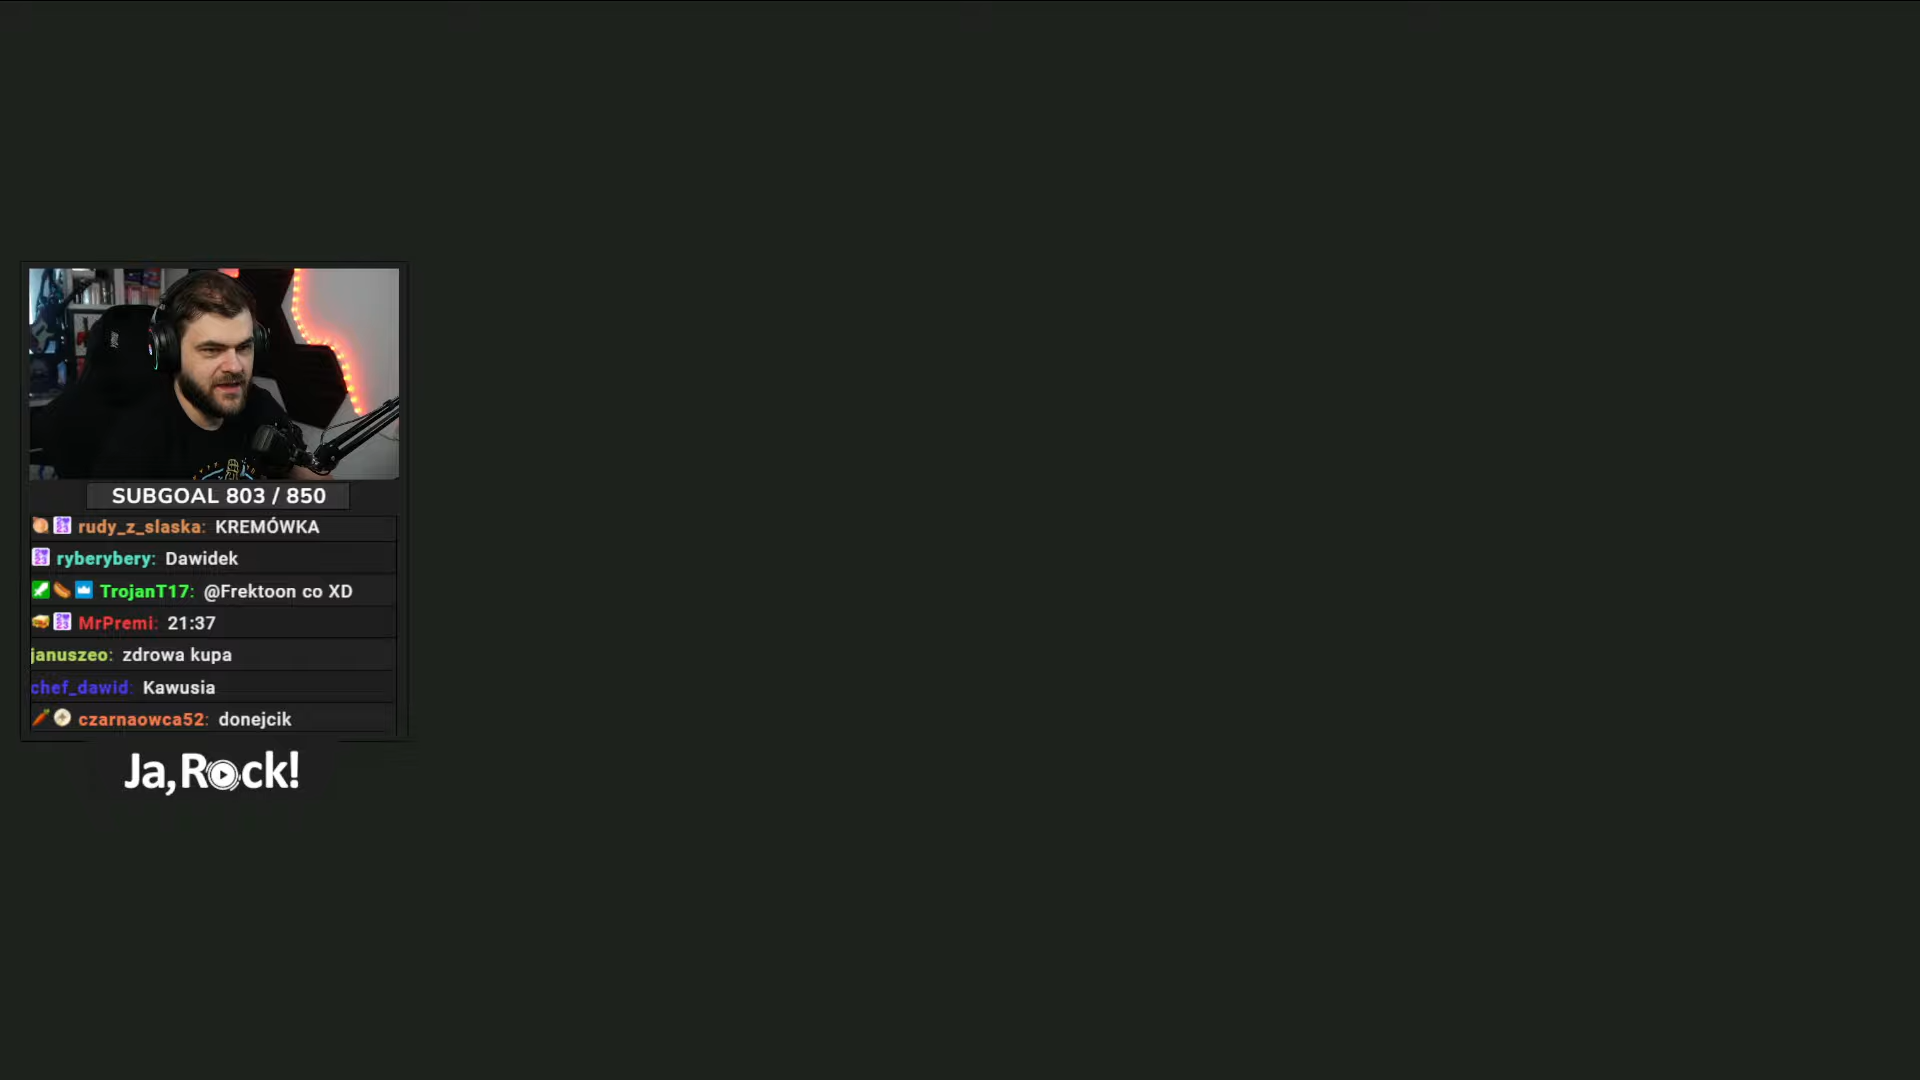 SUBGOAL 803 / 850
rudy_z_slaska: KREMÓWKA
ryberybery: Dawidek
TrojanT17: @Frektoon co XD
MrPremi: 21:37
januszeo: zdrowa kupa
chef_dawid: Kawusia
czarnaowca52: donejcik
Ja,Rock!